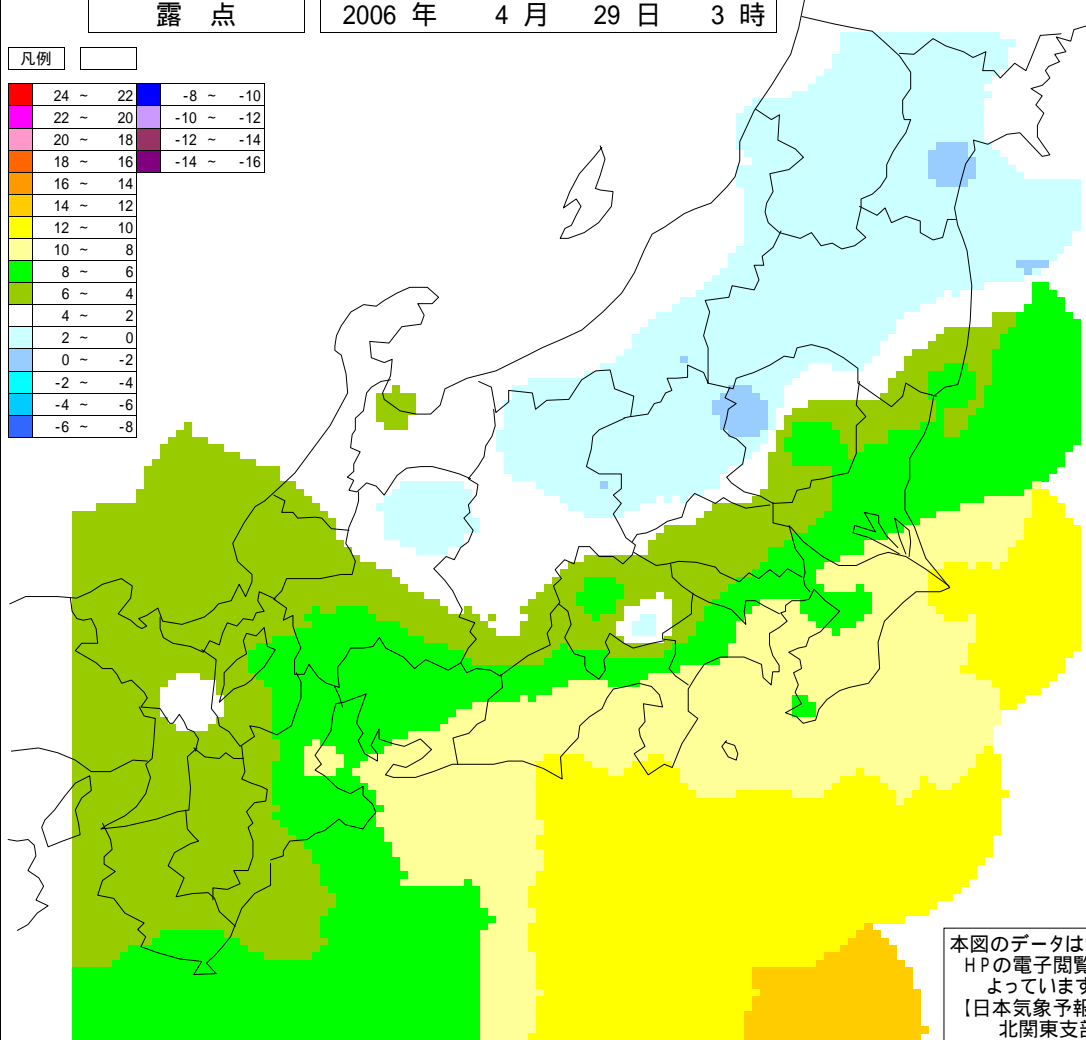 露 点
2006 年 4 月 29 日 3 時
凡例
24 ~ 22 -8 ~ -10
22 ~ 20 -10 ~ -12
20 ~ 18 -12 ~ -14
18 ~ 16 -14 ~ -16
16 ~ 14
14 ~ 12
12 ~ 10
10 ~ 8
8 ~ 6
6 ~ 4
4 ~ 2
2 ~ 0
0 ~ -2
-2 ~ -4
-4 ~ -6
-6 ~ -8
本図のデータは
HPの電子閲覧
よっています
【日本気象予報
北関東支部